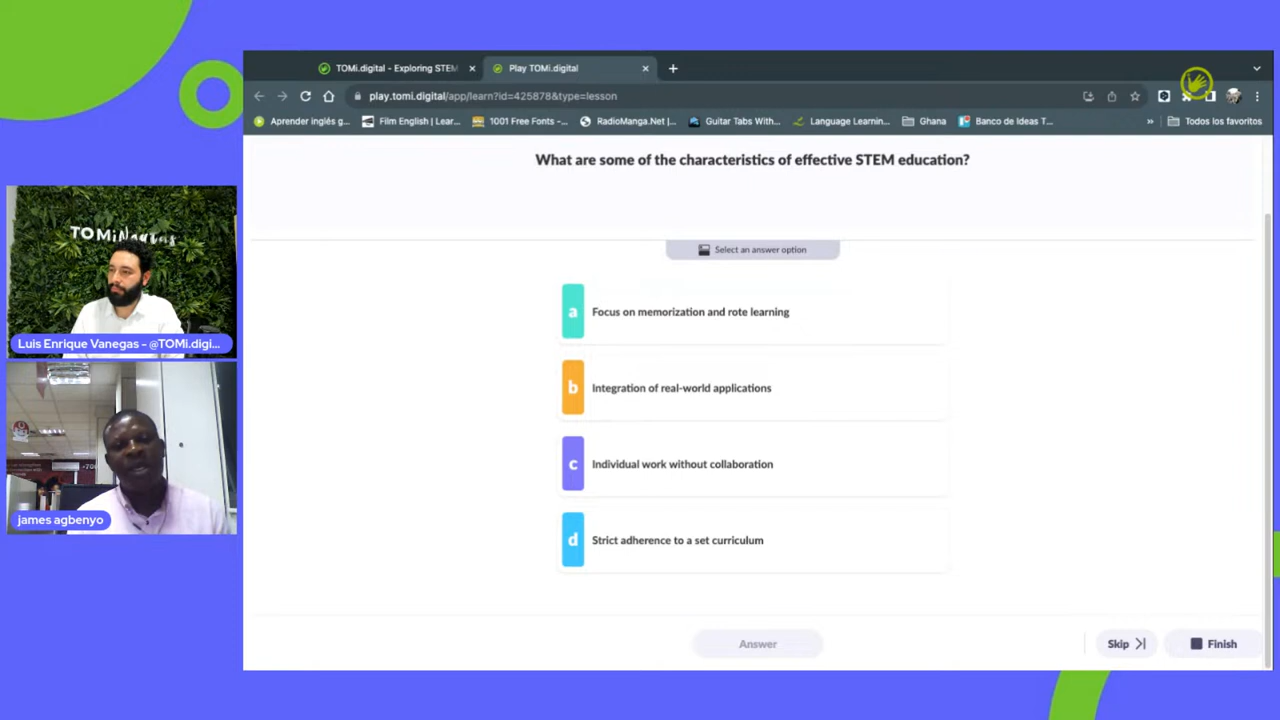 TOMi.digital - Exploring STEM
Play TOMi.digital
play.tomi.digital/app/learn?id=425878&type=lesson
Aprender inglés g...
Film English | Lear...
1001 Free Fonts -...
RadioManga.Net |...
Guitar Tabs With...
Language Learnin...
Ghana
Banco de Ideas T...
»
Todos los favoritos
What are some of the characteristics of effective STEM education?
Select an answer option
a Focus on memorization and rote learning
b Integration of real-world applications
c Individual work without collaboration
d Strict adherence to a set curriculum
Answer
Skip
Finish
TOMiNautas
Luis Enrique Vanegas - @TOMi.digi...
james agbenyo